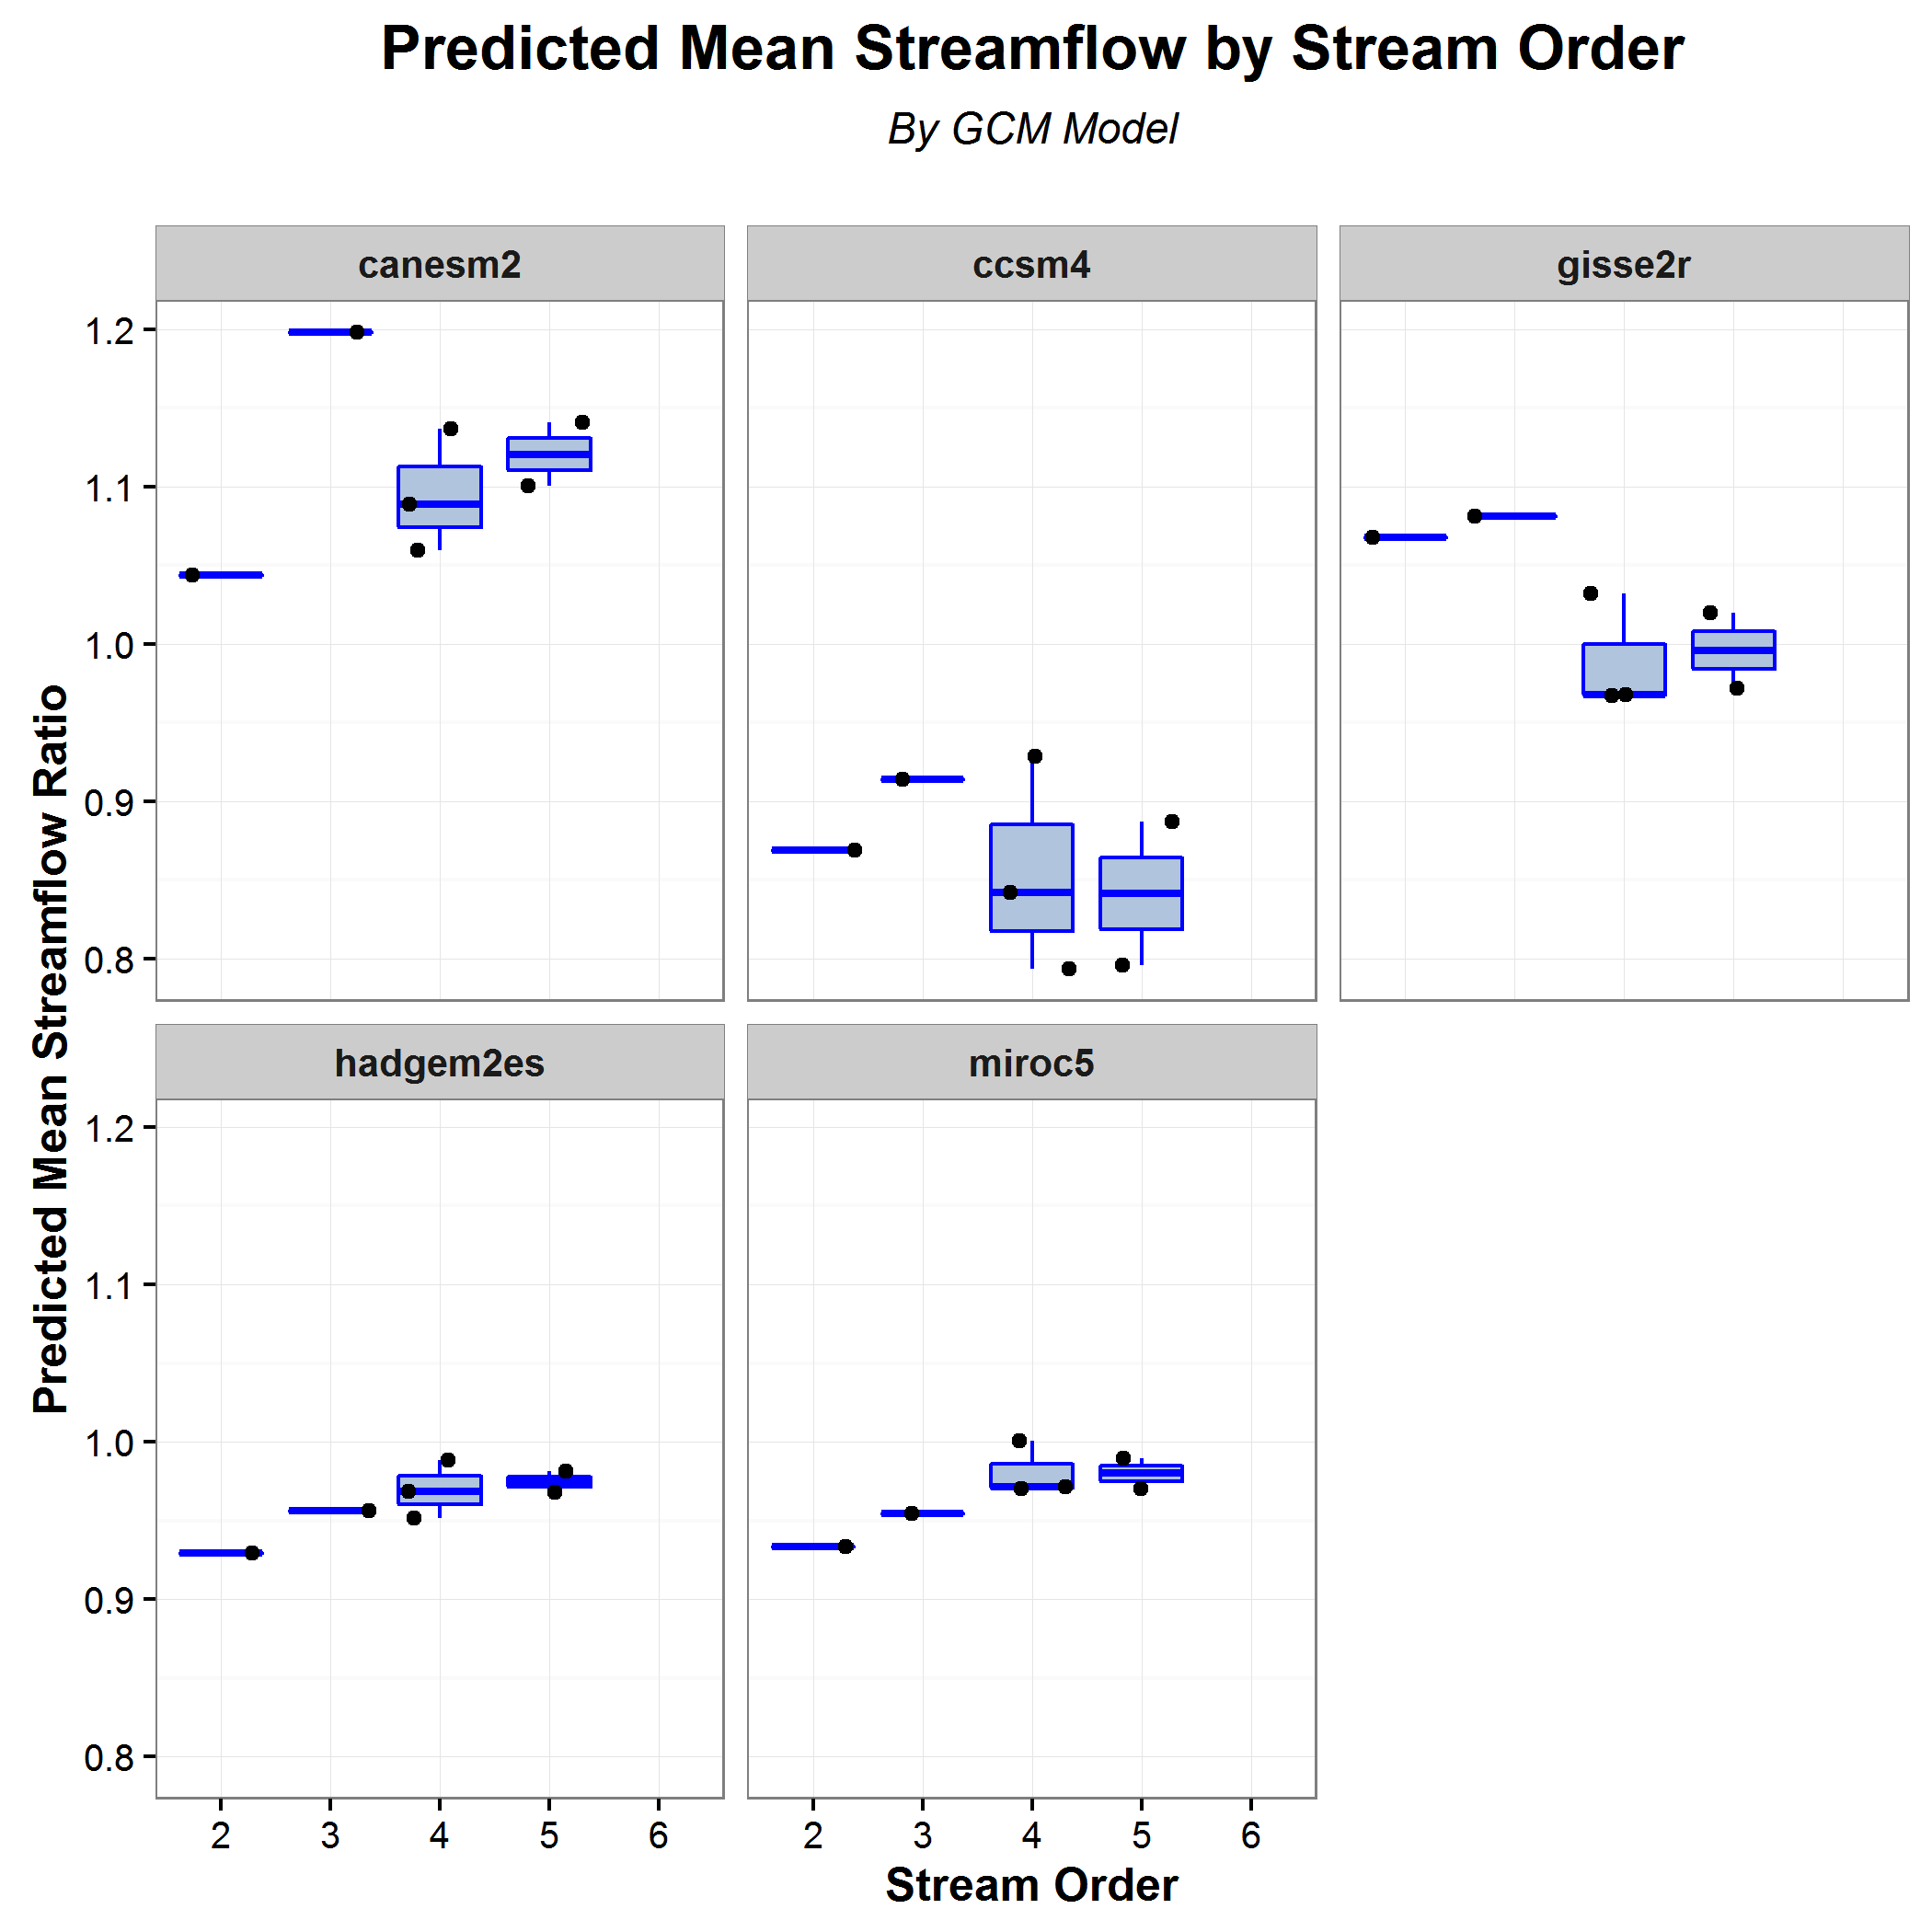 Predicted Mean Streamflow by Stream Order
By GCM Model
canesm2
ccsm4
gisse2r
1.2
1.1
1.0
0.9
0.8
hadgem2es
miroc5
1.2
1.1
1.0
0.9
0.8
Predicted Mean Streamflow Ratio
2 3 4 5 6
2 3 4 5 6
Stream Order